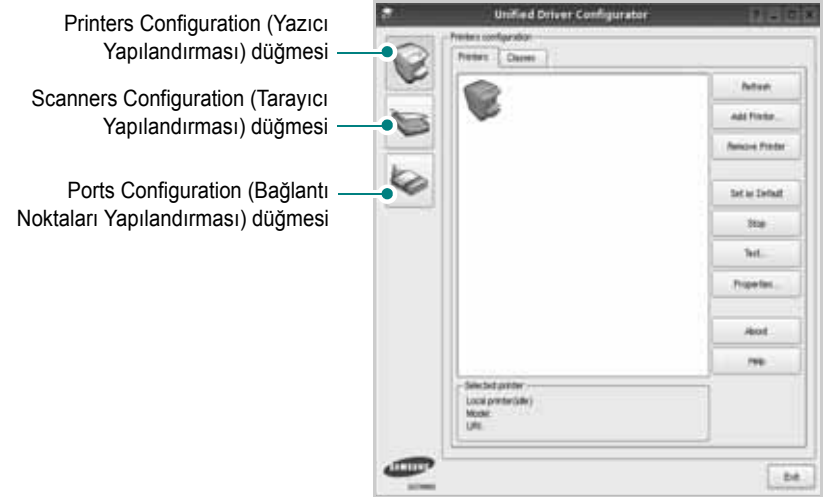 Printers Configuration (Yazıcı
Yapılandırması) düğmesi
Scanners Configuration (Tarayıcı
Yapılandırması) düğmesi
Ports Configuration (Bağlantı
Noktaları Yapılandırması) düğmesi
Unified Driver Configurator
Printers configuration
Printers
Classes
Refresh
Add Printer...
Remove Printer
Set as Default
Stop
Test...
Properties...
About
Help
Selected printer
Local printer(idle)
Model:
URI:
SAMSUNG
Exit